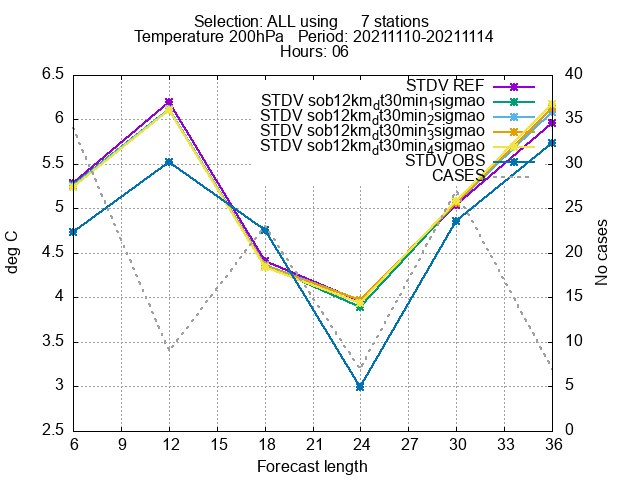 Selection: ALL using 7 stations
Temperature 200hPa Period: 20211110-20211114
Hours: 06
deg C
No cases
6.5
6
5.5
5
4.5
4
3.5
3
2.5
40
35
30
25
20
15
10
5
0
STDV REF
STDV sob12km_dt30min_1sigmao
STDV sob12km_dt30min_2sigmao
STDV sob12km_dt30min_3sigmao
STDV sob12km_dt30min_4sigmao
STDV OBS
CASES
6 9 12 15 18 21 24 27 30 33 36
Forecast length